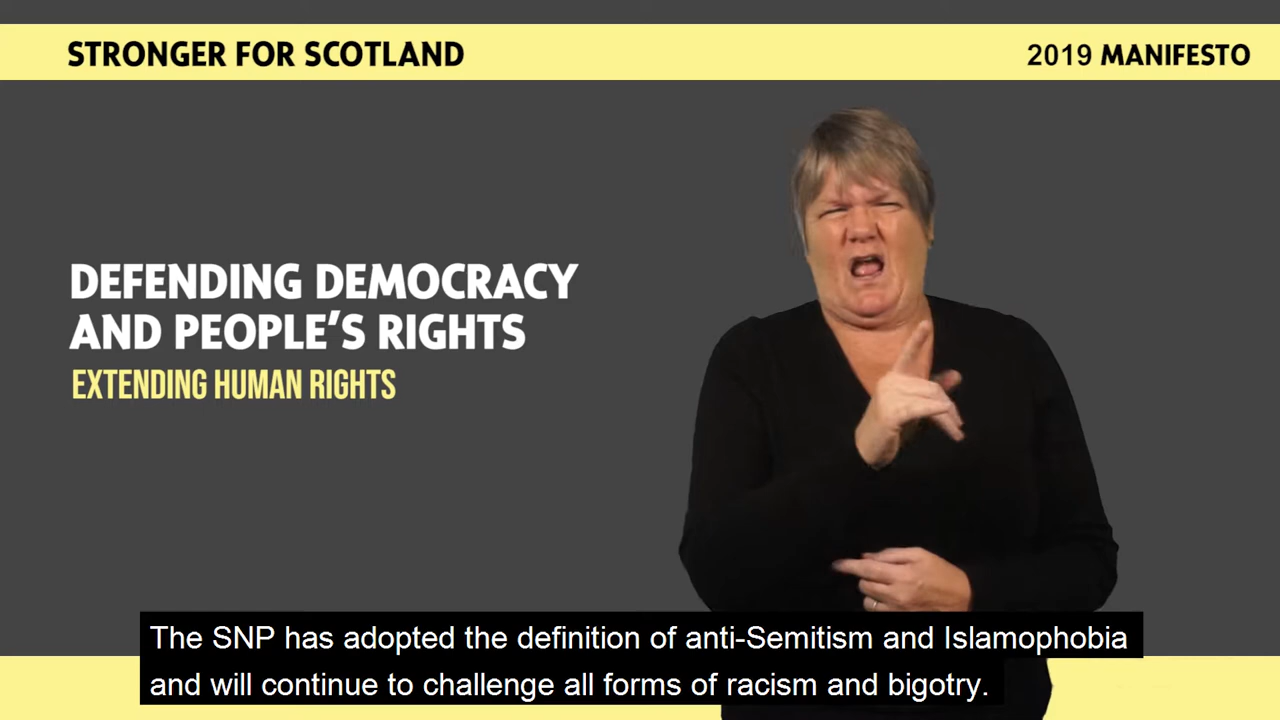 STRONGER FOR SCOTLAND
2019 MANIFESTO
DEFENDING DEMOCRACY
AND PEOPLE'S RIGHTS
EXTENDING HUMAN RIGHTS
The SNP has adopted the definition of anti-Semitism and Islamophobia
and will continue to challenge all forms of racism and bigotry.